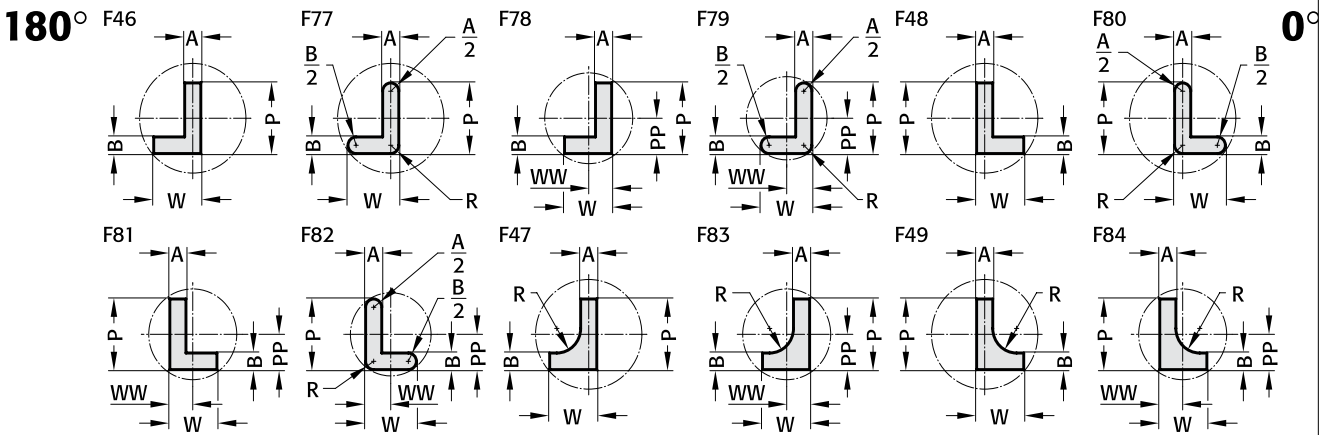 180° F46 F77 F78 F79 F48 F80 0°
A B P W
A B P W A/2 B/2 R
A B P PP WW W
A B P PP WW W A/2 B/2 R
A P B W
A P B W A/2 B/2 R
F81 F82 F47 F83 F49 F84
A P B PP WW W
A P B PP WW W A/2 B/2 R
A R B P W
A R B P PP WW W
A R P B W
A R P B PP WW W